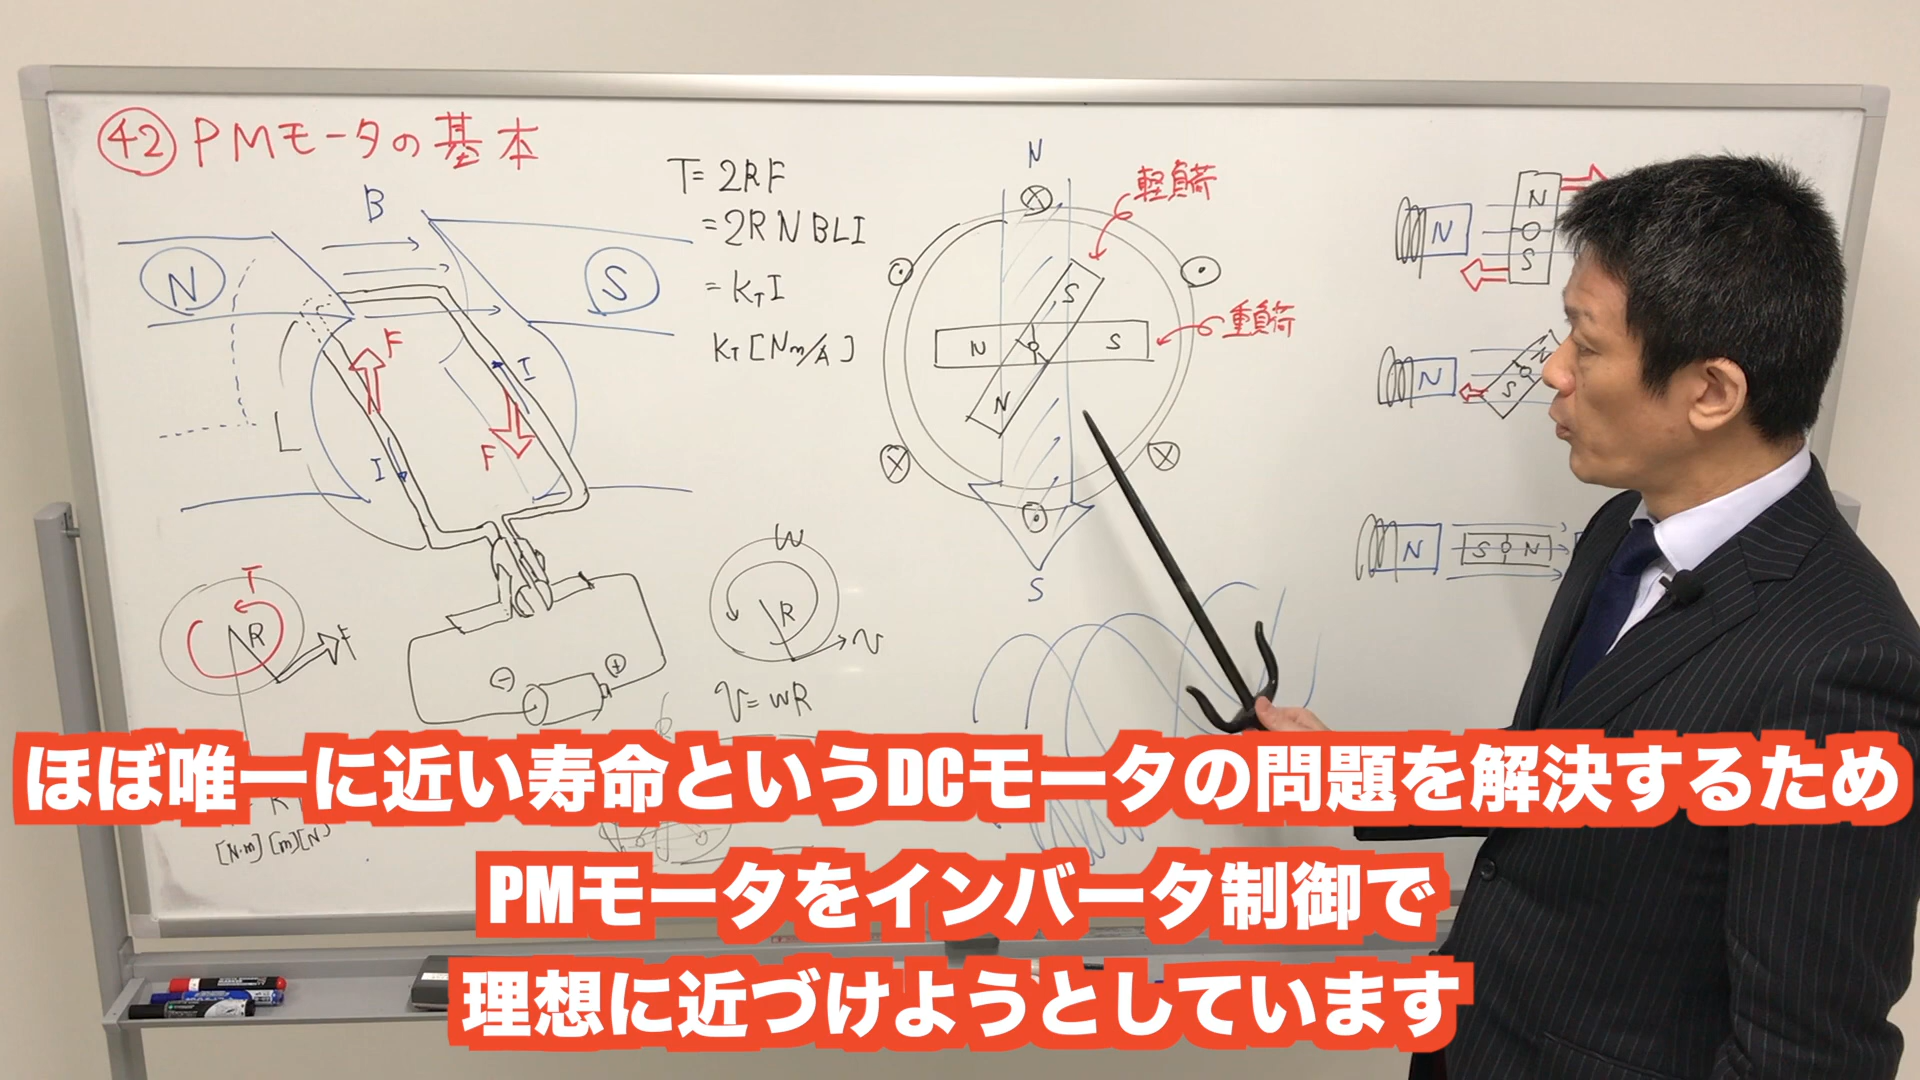 ㊷PMモータの基本
B
N
S
F
I
F
I
L
T=2RF
=2RNBLI
=KTI
KT[Nm/A]
N
軽負荷
重負荷
S
N
S
N
S
N
N
S
N
N
S
N
S N
T
R
F
⊖
⊕
ω
R
v
v=ωR
[N·m] [m][N]
ほぼ唯一に近い寿命というDCモータの問題を解決するため
PMモータをインバータ制御で
理想に近づけようとしています